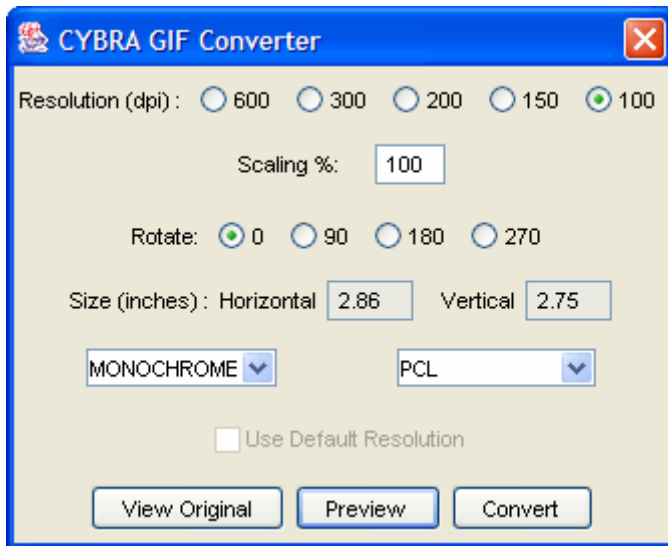 CYBRA GIF Converter
Resolution (dpi) : 600 300 200 150 100
Scaling %: 100
Rotate: 0 90 180 270
Size (inches) : Horizontal 2.86 Vertical 2.75
MONOCHROME PCL
Use Default Resolution
View Original Preview Convert